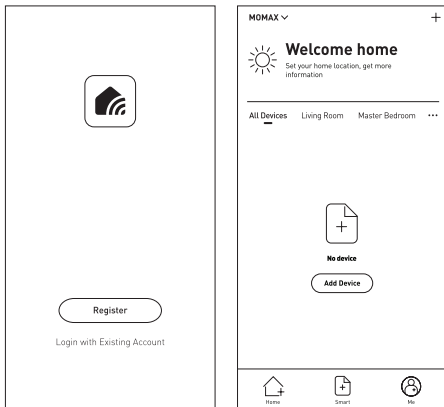 Register
Login with Existing Account
MOMAX
Welcome home
Set your home location, get more
information
All Devices Living Room Master Bedroom ...
No device
Add Device
Home Smart Me